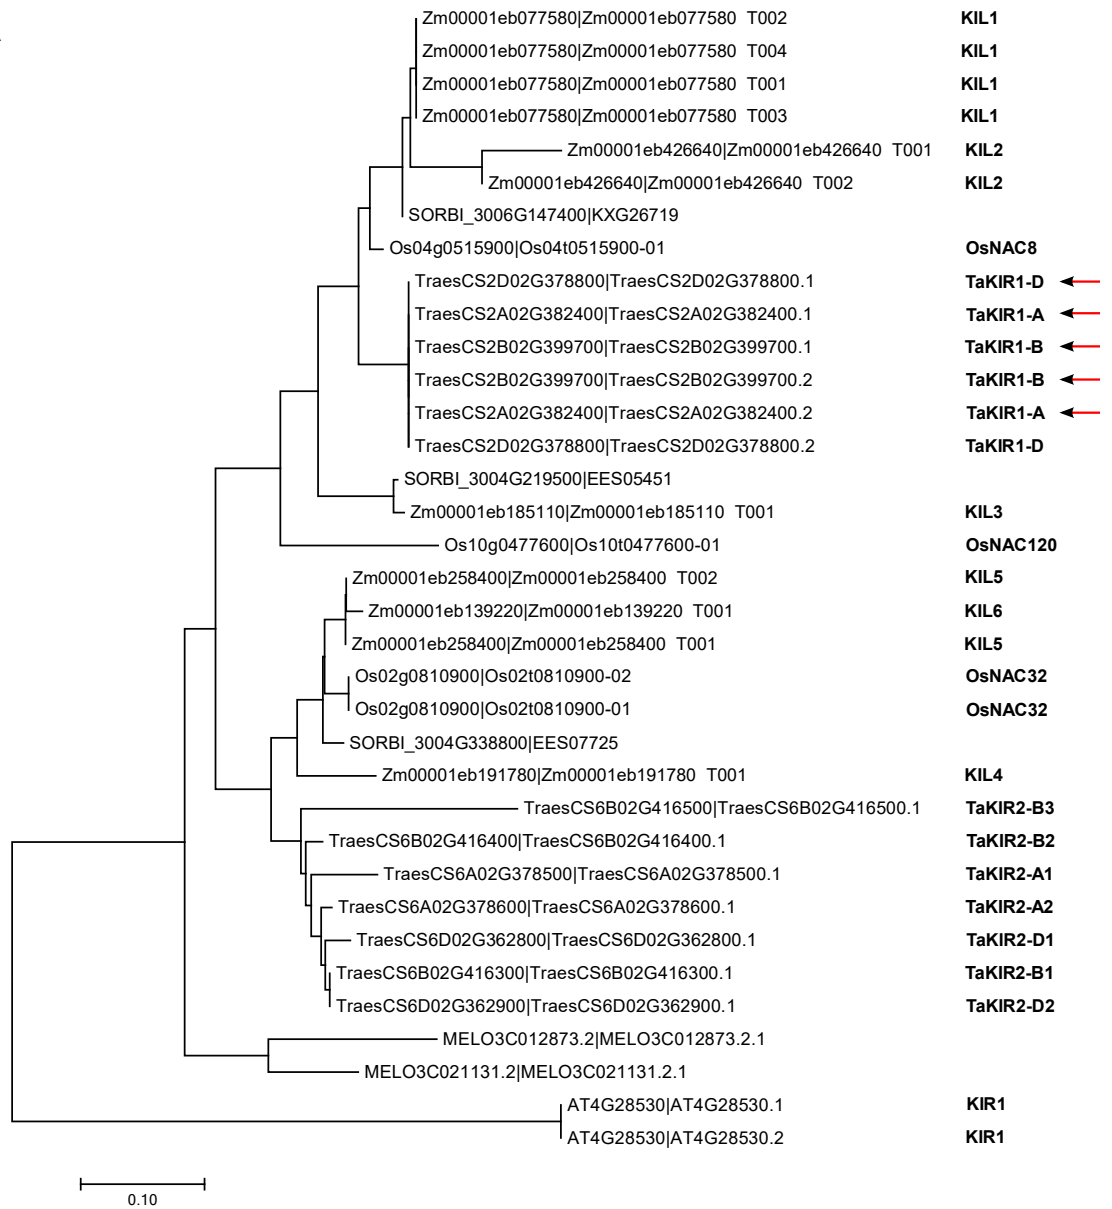 Zm00001eb077580|Zm00001eb077580 T002 KIL1
Zm00001eb077580|Zm00001eb077580 T004 KIL1
Zm00001eb077580|Zm00001eb077580 T001 KIL1
Zm00001eb077580|Zm00001eb077580 T003 KIL1
Zm00001eb426640|Zm00001eb426640 T001 KIL2
Zm00001eb426640|Zm00001eb426640 T002 KIL2
SORBI_3006G147400|KXG26719
Os04g0515900|Os04t0515900-01 OsNAC8
TraesCS2D02G378800|TraesCS2D02G378800.1 TaKIR1-D
TraesCS2A02G382400|TraesCS2A02G382400.1 TaKIR1-A
TraesCS2B02G399700|TraesCS2B02G399700.1 TaKIR1-B
TraesCS2B02G399700|TraesCS2B02G399700.2 TaKIR1-B
TraesCS2A02G382400|TraesCS2A02G382400.2 TaKIR1-A
TraesCS2D02G378800|TraesCS2D02G378800.2 TaKIR1-D
SORBI_3004G219500|EES05451
Zm00001eb185110|Zm00001eb185110 T001 KIL3
Os10g0477600|Os10t0477600-01 OsNAC120
Zm00001eb258400|Zm00001eb258400 T002 KIL5
Zm00001eb139220|Zm00001eb139220 T001 KIL6
Zm00001eb258400|Zm00001eb258400 T001 KIL5
Os02g0810900|Os02t0810900-02 OsNAC32
Os02g0810900|Os02t0810900-01 OsNAC32
SORBI_3004G338800|EES07725
Zm00001eb191780|Zm00001eb191780 T001 KIL4
TraesCS6B02G416500|TraesCS6B02G416500.1 TaKIR2-B3
TraesCS6B02G416400|TraesCS6B02G416400.1 TaKIR2-B2
TraesCS6A02G378500|TraesCS6A02G378500.1 TaKIR2-A1
TraesCS6A02G378600|TraesCS6A02G378600.1 TaKIR2-A2
TraesCS6D02G362800|TraesCS6D02G362800.1 TaKIR2-D1
TraesCS6B02G416300|TraesCS6B02G416300.1 TaKIR2-B1
TraesCS6D02G362900|TraesCS6D02G362900.1 TaKIR2-D2
MELO3C012873.2|MELO3C012873.2.1
MELO3C021131.2|MELO3C021131.2.1
AT4G28530|AT4G28530.1 KIR1
AT4G28530|AT4G28530.2 KIR1
0.10